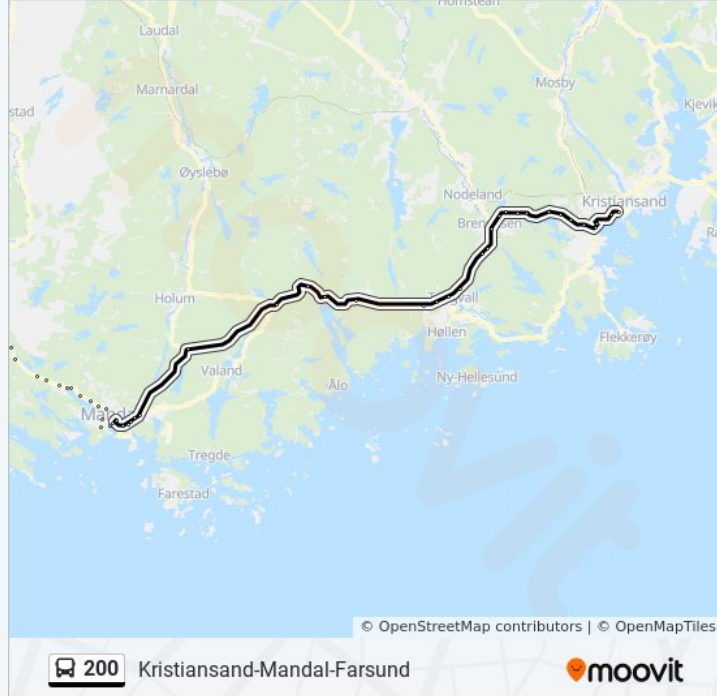 Laudal
Marnardal
Mosby
Kjevik
stad
Øyslebø
Nodeland
Kristiansand
Holum
Høllen
Flekkerøy
Valand
Ålo
Ny-Hellesund
Tregde
Farestad
© OpenStreetMap contributors | © OpenMapTiles
200 Kristiansand-Mandal-Farsund moovit